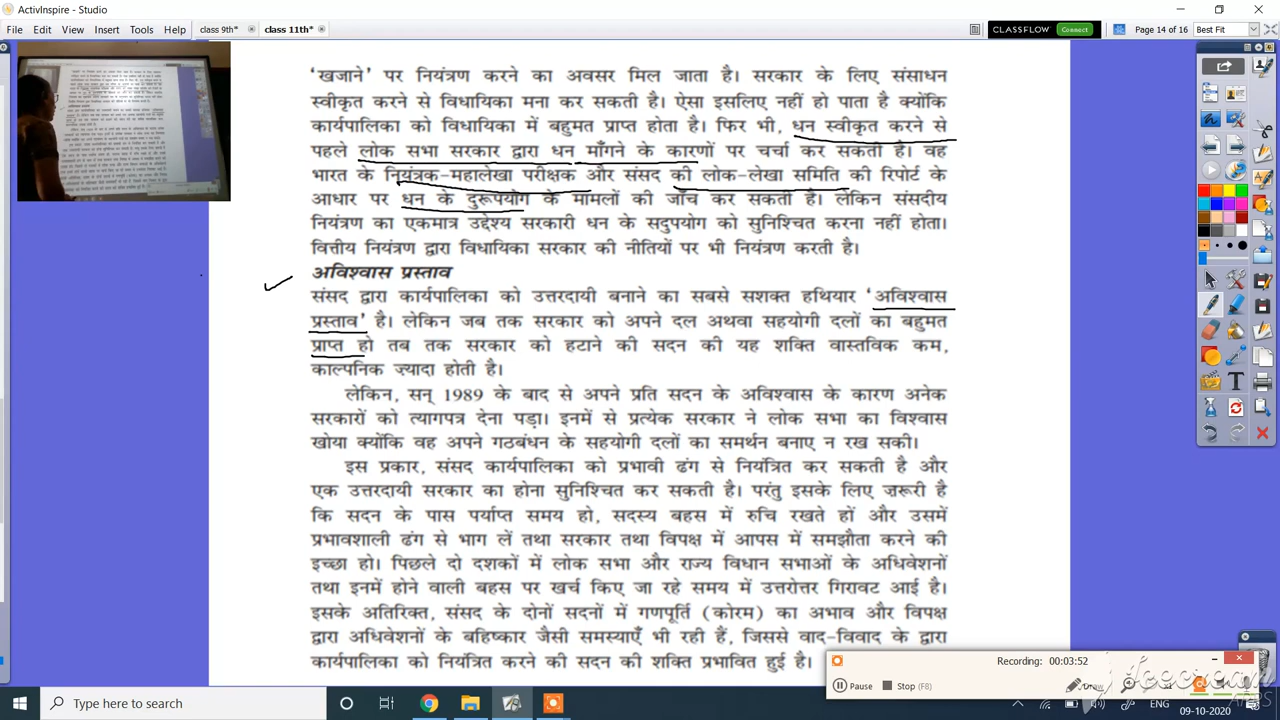 ActivInspire - Studio
File Edit View Insert Tools Help class 9th* class 11th* CLASSFLOW Connect Page 14 of 16 Best Fit
'खजाने' पर नियंत्रण करने का अवसर मिल जाता है। सरकार के लिए संसाधन
स्वीकृत करने से विधायिका मना कर सकती है। ऐसा इसलिए नहीं हो पाता है क्योंकि
कार्यपालिका को विधायिका में बहुमत प्राप्त होता है। फिर भी, धन स्वीकृत करने से
पहले लोक सभा सरकार द्वारा धन माँगने के कारणों पर चर्चा कर सकती है। वह
भारत के नियंत्रक-महालेखा परीक्षक और संसद की लोक-लेखा समिति की रिपोर्ट के
आधार पर धन के दुरूपयोग के मामलों की जाँच कर सकती है। लेकिन संसदीय
नियंत्रण का एकमात्र उद्देश्य सरकारी धन के सदुपयोग को सुनिश्चित करना नहीं होता।
वित्तीय नियंत्रण द्वारा विधायिका सरकार की नीतियों पर भी नियंत्रण करती है।
अविश्वास प्रस्ताव
संसद द्वारा कार्यपालिका को उत्तरदायी बनाने का सबसे सशक्त हथियार 'अविश्वास
प्रस्ताव' है। लेकिन जब तक सरकार को अपने दल अथवा सहयोगी दलों का बहुमत
प्राप्त हो तब तक सरकार को हटाने की सदन की यह शक्ति वास्तविक कम,
काल्पनिक ज़्यादा होती है।
लेकिन, सन् 1989 के बाद से अपने प्रति सदन के अविश्वास के कारण अनेक
सरकारों को त्यागपत्र देना पड़ा। इनमें से प्रत्येक सरकार ने लोक सभा का विश्वास
खोया क्योंकि वह अपने गठबंधन के सहयोगी दलों का समर्थन बनाए न रख सकी।
इस प्रकार, संसद कार्यपालिका को प्रभावी ढंग से नियंत्रित कर सकती है और
एक उत्तरदायी सरकार का होना सुनिश्चित कर सकती है। परंतु इसके लिए ज़रूरी है
कि सदन के पास पर्याप्त समय हो, सदस्य बहस में रुचि रखते हों और उसमें
प्रभावशाली ढंग से भाग लें तथा सरकार तथा विपक्ष में आपस में समझौता करने की
इच्छा हो। पिछले दो दशकों में लोक सभा और राज्य विधान सभाओं के अधिवेशनों
तथा इनमें होने वाली बहस पर खर्च किए जा रहे समय में उत्तरोत्तर गिरावट आई है।
इसके अतिरिक्त, संसद के दोनों सदनों में गणपूर्ति (कोरम) का अभाव और विपक्ष
द्वारा अधिवेशनों के बहिष्कार जैसी समस्याएँ भी रही हैं, जिससे वाद-विवाद के द्वारा
कार्यपालिका को नियंत्रित करने की सदन की शक्ति प्रभावित हुई है।
Recording: 00:03:52
Pause Stop (F8) Draw
Type here to search
ENG 09-10-2020